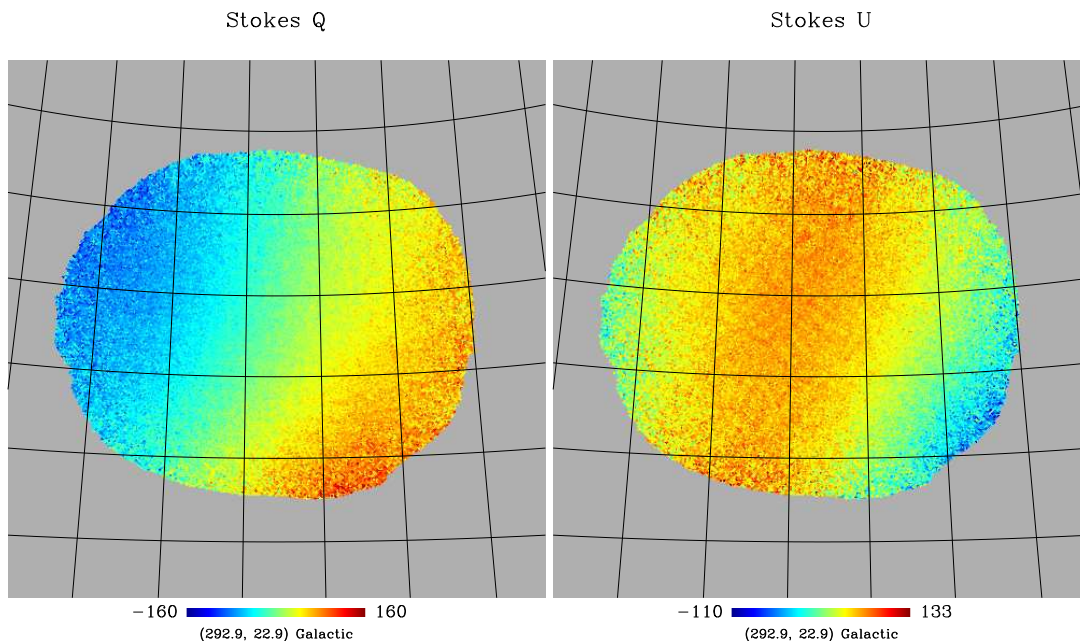 Stokes Q
Stokes U
−160 160
(292.9, 22.9) Galactic
−110 133
(292.9, 22.9) Galactic